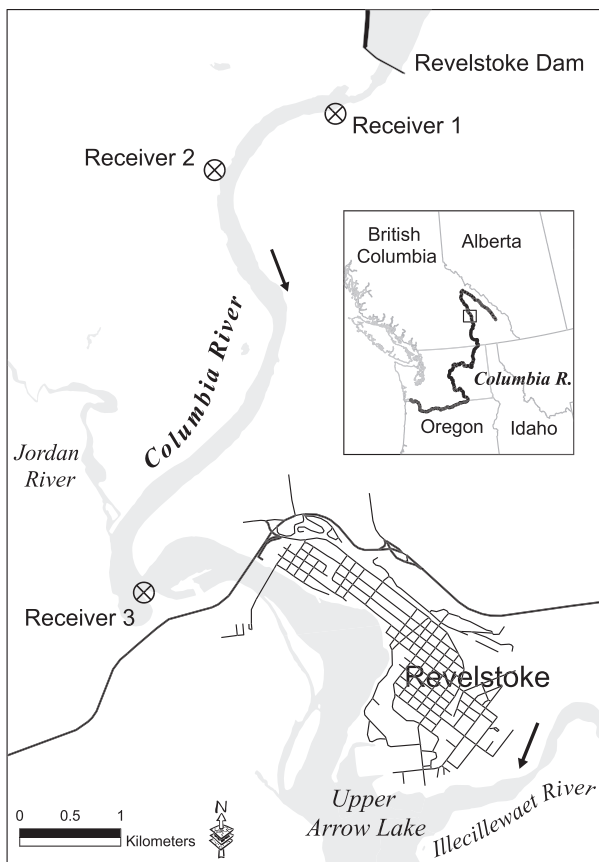 Revelstoke Dam
Receiver 1
Receiver 2
British
Columbia
Alberta
Columbia R.
Oregon
Idaho
Columbia River
Jordan
River
Receiver 3
Revelstoke
Upper
Arrow Lake
Illecillewaet River
0 0.5 1
Kilometers
N